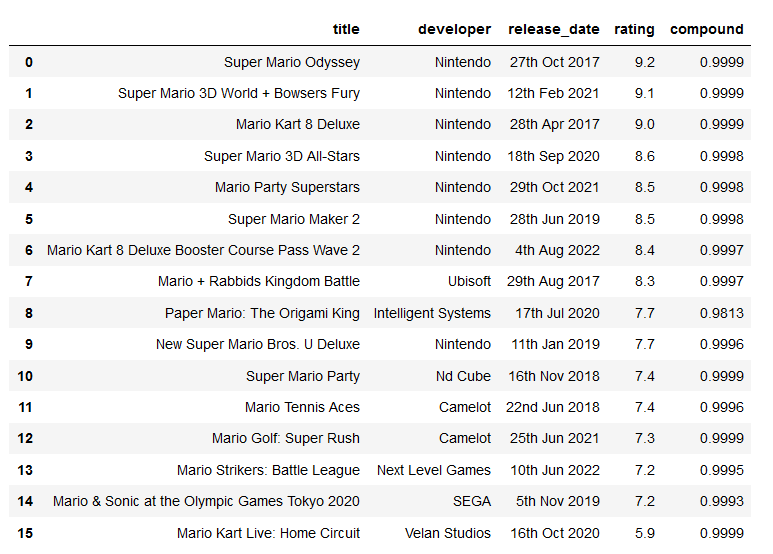 title developer release_date rating compound
0 Super Mario Odyssey Nintendo 27th Oct 2017 9.2 0.9999
1 Super Mario 3D World + Bowsers Fury Nintendo 12th Feb 2021 9.1 0.9999
2 Mario Kart 8 Deluxe Nintendo 28th Apr 2017 9.0 0.9999
3 Super Mario 3D All-Stars Nintendo 18th Sep 2020 8.6 0.9998
4 Mario Party Superstars Nintendo 29th Oct 2021 8.5 0.9998
5 Super Mario Maker 2 Nintendo 28th Jun 2019 8.5 0.9998
6 Mario Kart 8 Deluxe Booster Course Pass Wave 2 Nintendo 4th Aug 2022 8.4 0.9997
7 Mario + Rabbids Kingdom Battle Ubisoft 29th Aug 2017 8.3 0.9997
8 Paper Mario: The Origami King Intelligent Systems 17th Jul 2020 7.7 0.9813
9 New Super Mario Bros. U Deluxe Nintendo 11th Jan 2019 7.7 0.9996
10 Super Mario Party Nd Cube 16th Nov 2018 7.4 0.9999
11 Mario Tennis Aces Camelot 22nd Jun 2018 7.4 0.9996
12 Mario Golf: Super Rush Camelot 25th Jun 2021 7.3 0.9999
13 Mario Strikers: Battle League Next Level Games 10th Jun 2022 7.2 0.9995
14 Mario & Sonic at the Olympic Games Tokyo 2020 SEGA 5th Nov 2019 7.2 0.9993
15 Mario Kart Live: Home Circuit Velan Studios 16th Oct 2020 5.9 0.9999